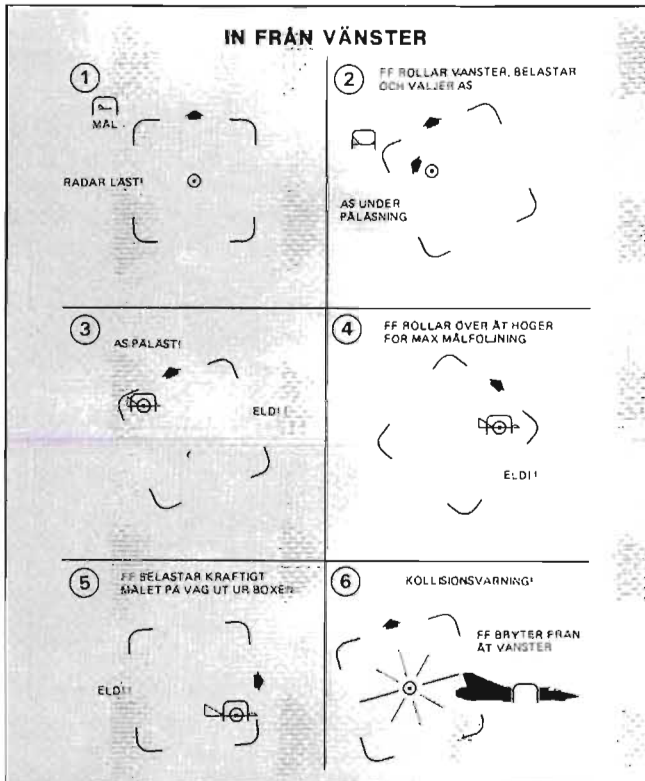 IN FRÅN VÄNSTER
1
MÅL
RADAR LÅST!
2
FF ROLLAR VÄNSTER, BELASTAR
OCH VÄLJER AS
AS UNDER
PÅLÅSNING
3
AS PÅLÅST!
ELD!!
4
FF ROLLAR ÖVER ÅT HÖGER
FÖR MAX MÅLFÖLJNING
ELD!!
5
FF BELASTAR KRAFTIGT
MÅLET PÅ VÄG UT UR BOXEN
ELD!!
6
KOLLISIONSVARNING!
FF BRYTER FRÅN
ÅT VÄNSTER